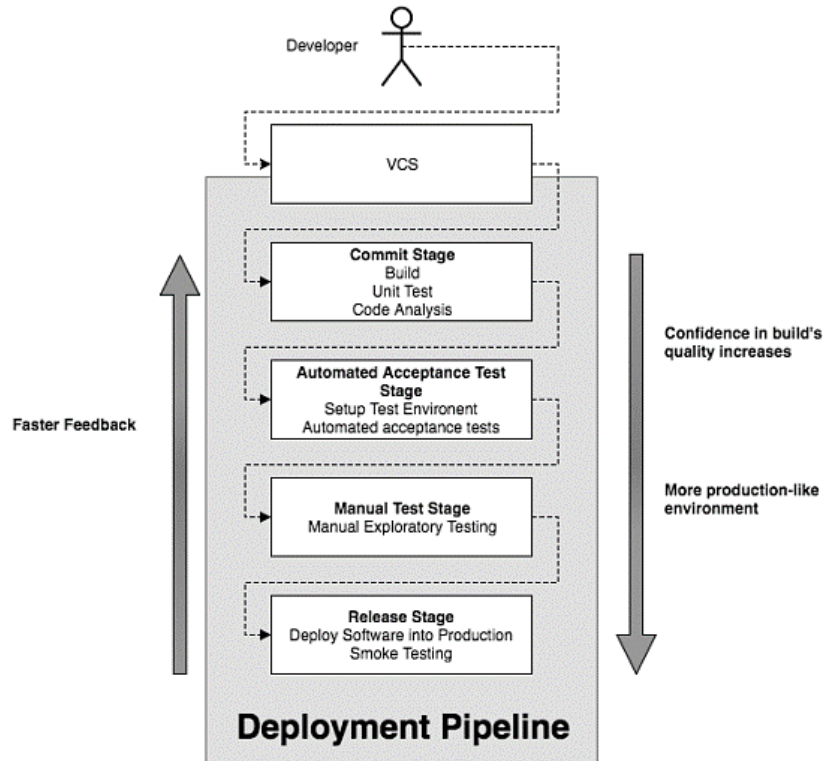 Developer
VCS
Commit Stage
Build
Unit Test
Code Analysis
Automated Acceptance Test
Stage
Setup Test Environent
Automated acceptance tests
Manual Test Stage
Manual Exploratory Testing
Release Stage
Deploy Software into Production
Smoke Testing
Deployment Pipeline
Faster Feedback
Confidence in build's
quality increases
More production-like
environment